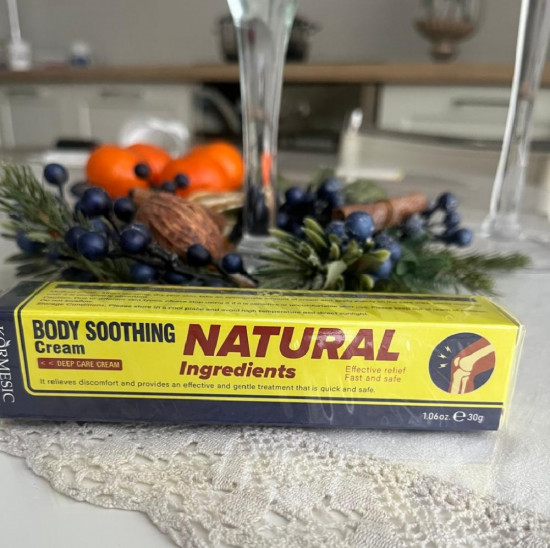 KORMESIC
BODY SOOTHING
Cream
< < DEEP CARE CREAM
NATURAL
Ingredients
Effective relief
Fast and safe
It relieves discomfort and provides an effective and gentle treatment that is quick and safe.
1.06oz. ℮ 30g